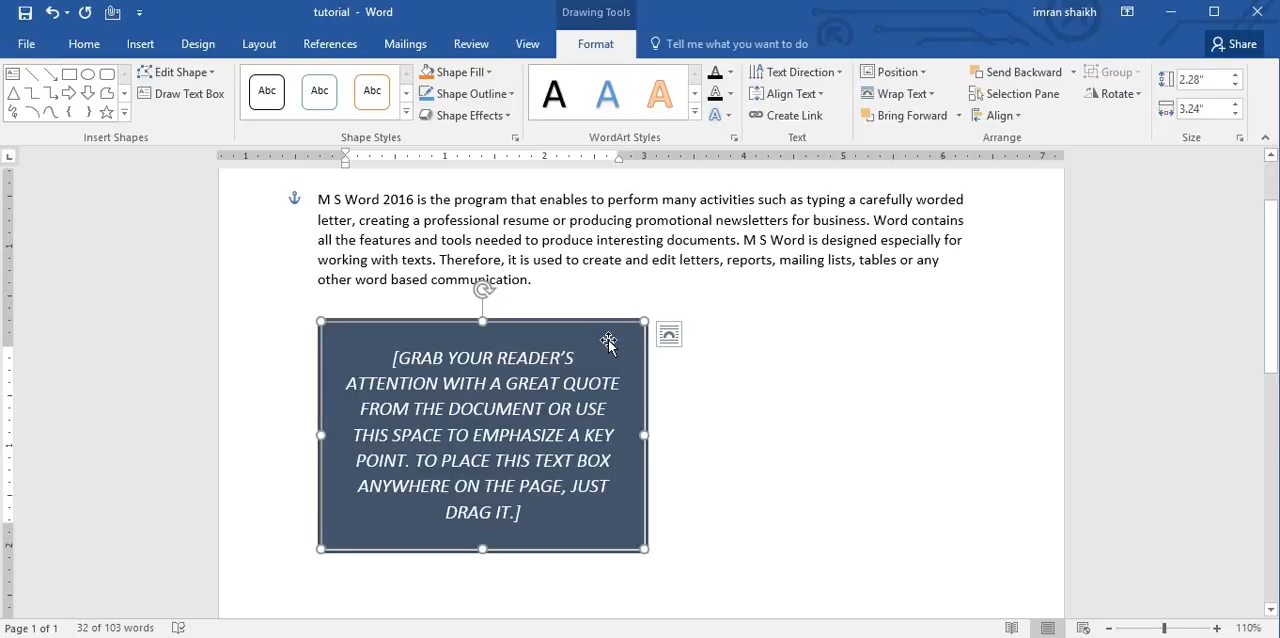 tutorial - Word
Drawing Tools
imran shaikh
File Home Insert Design Layout References Mailings Review View Format Tell me what you want to do Share
Edit Shape
Draw Text Box
Insert Shapes
Abc Abc Abc
Shape Fill
Shape Outline
Shape Effects
Shape Styles
A A A
WordArt Styles
Text Direction
Align Text
Create Link
Text
Position
Wrap Text
Bring Forward
Send Backward
Selection Pane
Align
Group
Rotate
Arrange
2.28"
3.24"
Size
1 1 2 3 4 5 6 7
M S Word 2016 is the program that enables to perform many activities such as typing a carefully worded
letter, creating a professional resume or producing promotional newsletters for business. Word contains
all the features and tools needed to produce interesting documents. M S Word is designed especially for
working with texts. Therefore, it is used to create and edit letters, reports, mailing lists, tables or any
other word based communication.
[GRAB YOUR READER’S
ATTENTION WITH A GREAT QUOTE
FROM THE DOCUMENT OR USE
THIS SPACE TO EMPHASIZE A KEY
POINT. TO PLACE THIS TEXT BOX
ANYWHERE ON THE PAGE, JUST
DRAG IT.]
Page 1 of 1 32 of 103 words 110%